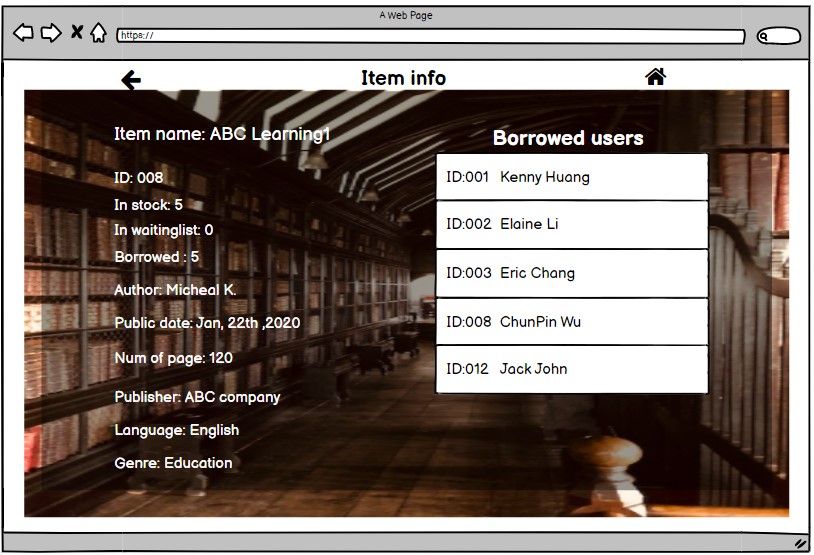 A Web Page
https://
Item info
Item name: ABC Learning1
ID: 008
In stock: 5
In waitinglist: 0
Borrowed : 5
Author: Micheal K.
Public date: Jan, 22th ,2020
Num of page: 120
Publisher: ABC company
Language: English
Genre: Education
Borrowed users
ID:001 Kenny Huang
ID:002 Elaine Li
ID:003 Eric Chang
ID:008 ChunPin Wu
ID:012 Jack John